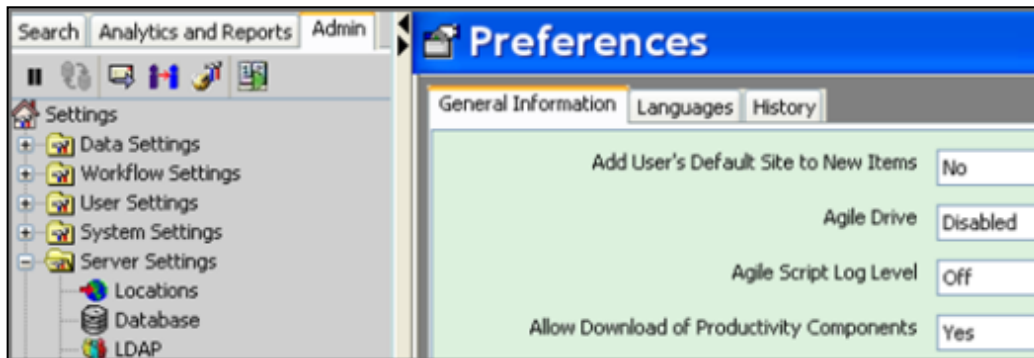 Search Analytics and Reports Admin
Settings
Data Settings
Workflow Settings
User Settings
System Settings
Server Settings
Locations
Database
LDAP
Preferences
General Information Languages History
Add User's Default Site to New Items No
Agile Drive Disabled
Agile Script Log Level Off
Allow Download of Productivity Components Yes